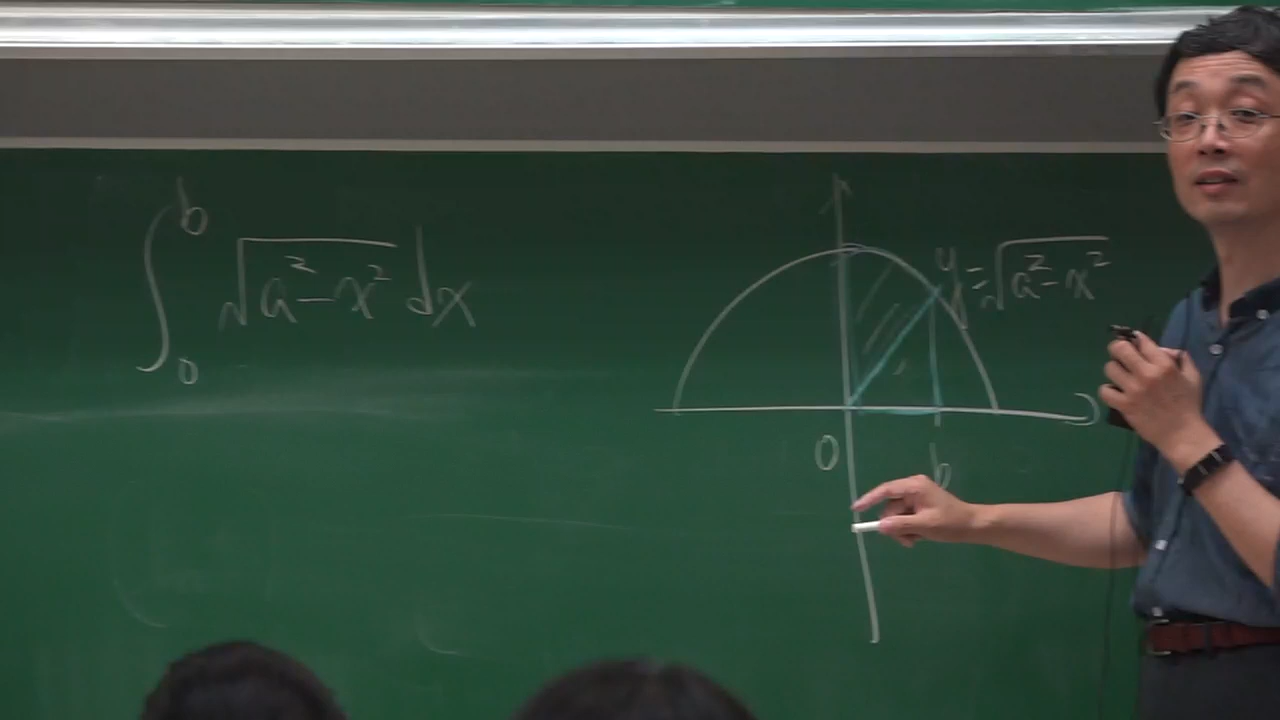 ∫₀ᵇ √(a²-x²) dx
y=√(a²-x²)
0
b